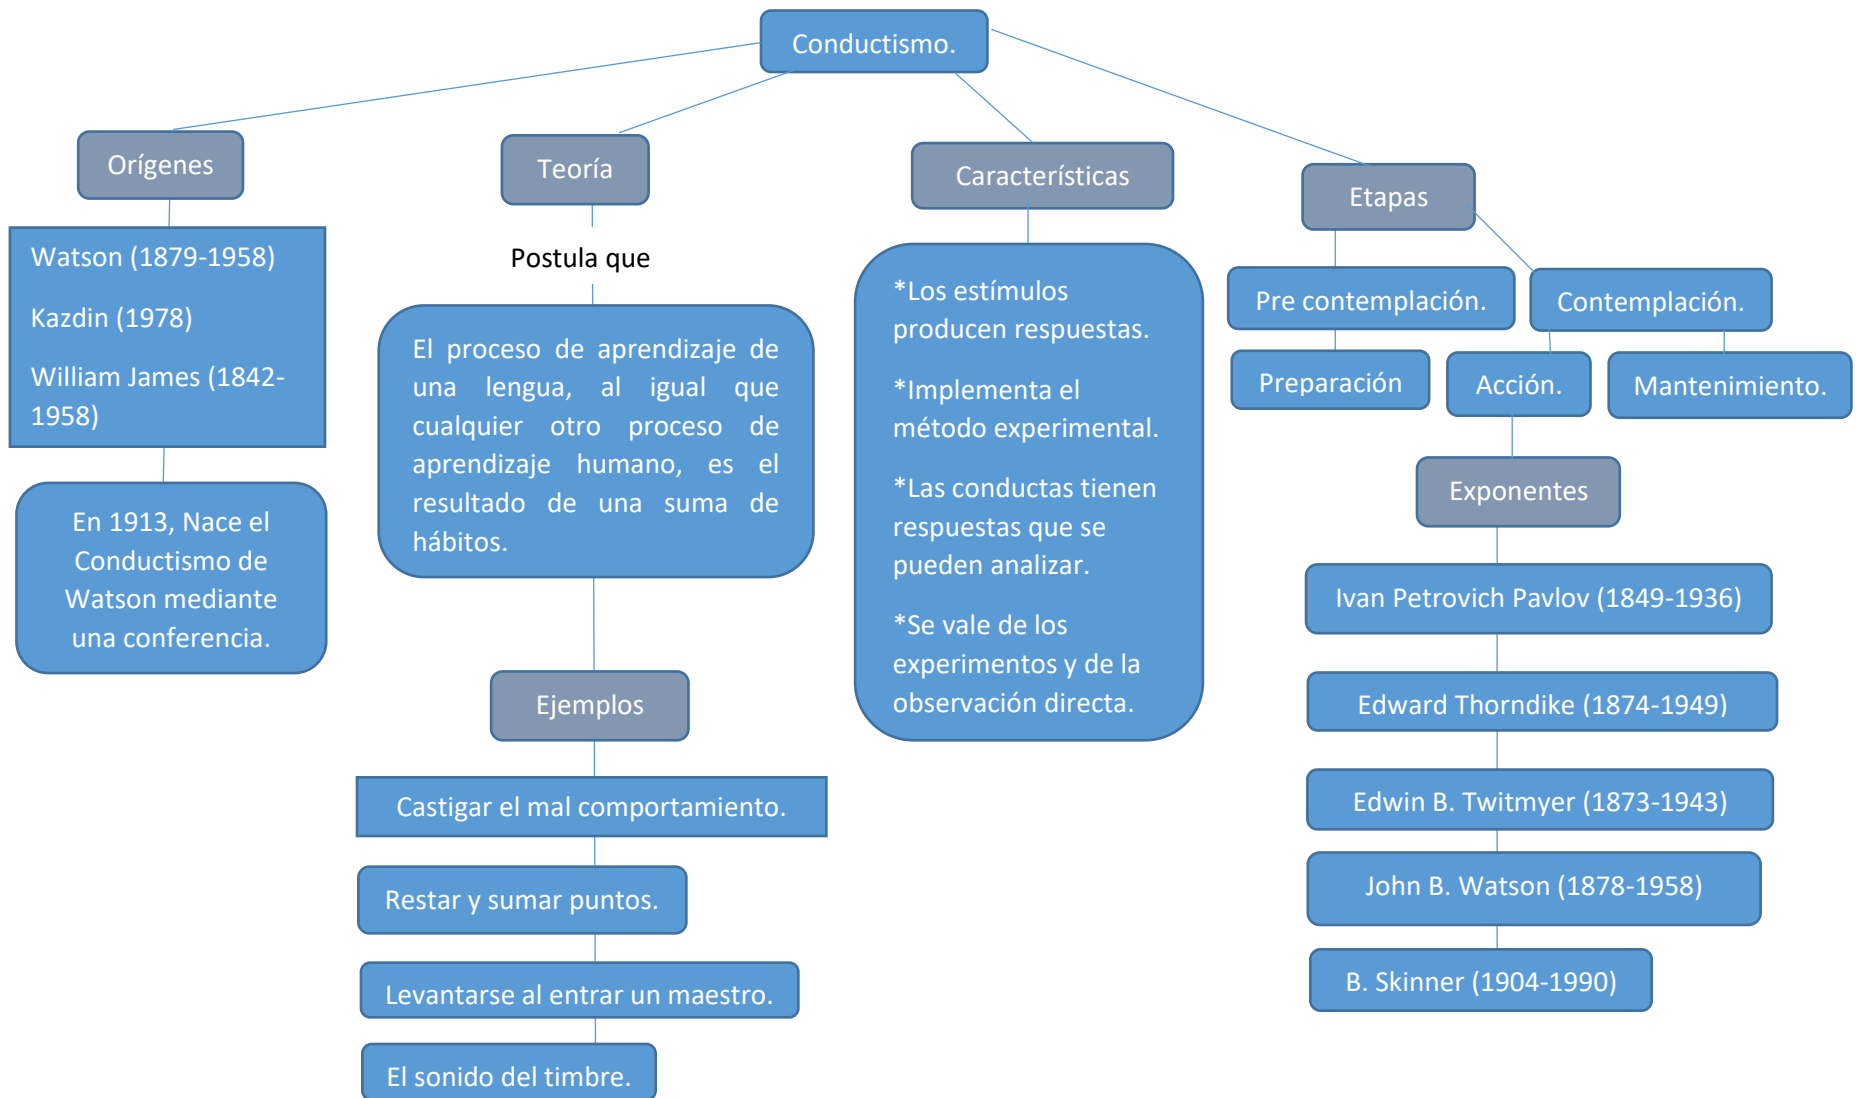 Conductismo.
Orígenes
Watson (1879-1958)
Kazdin (1978)
William James (1842-
1958)
En 1913, Nace el
Conductismo de
Watson mediante
una conferencia.
Teoría
Postula que
El proceso de aprendizaje de
una lengua, al igual que
cualquier otro proceso de
aprendizaje humano, es el
resultado de una suma de
hábitos.
Ejemplos
Castigar el mal comportamiento.
Restar y sumar puntos.
Levantarse al entrar un maestro.
El sonido del timbre.
Características
*Los estímulos
producen respuestas.
*Implementa el
método experimental.
*Las conductas tienen
respuestas que se
pueden analizar.
*Se vale de los
experimentos y de la
observación directa.
Etapas
Pre contemplación.
Contemplación.
Preparación
Acción.
Mantenimiento.
Exponentes
Ivan Petrovich Pavlov (1849-1936)
Edward Thorndike (1874-1949)
Edwin B. Twitmyer (1873-1943)
John B. Watson (1878-1958)
B. Skinner (1904-1990)